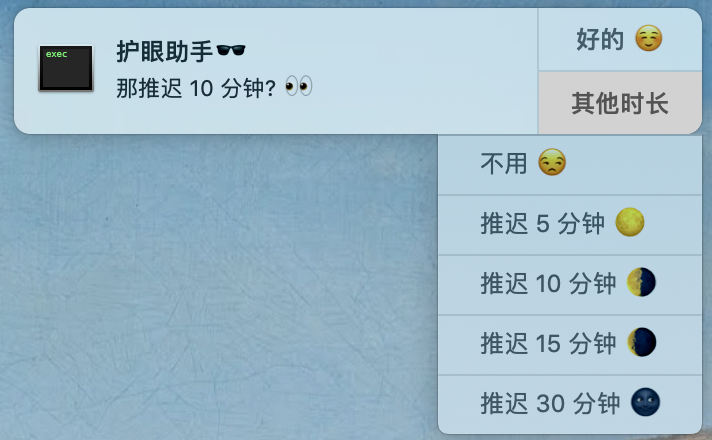 exec
护眼助手🕶️
那推迟 10 分钟? 👀
好的 ☺️
其他时长
不用 😒
推迟 5 分钟 🌕
推迟 10 分钟 🌗
推迟 15 分钟 🌘
推迟 30 分钟 🌚